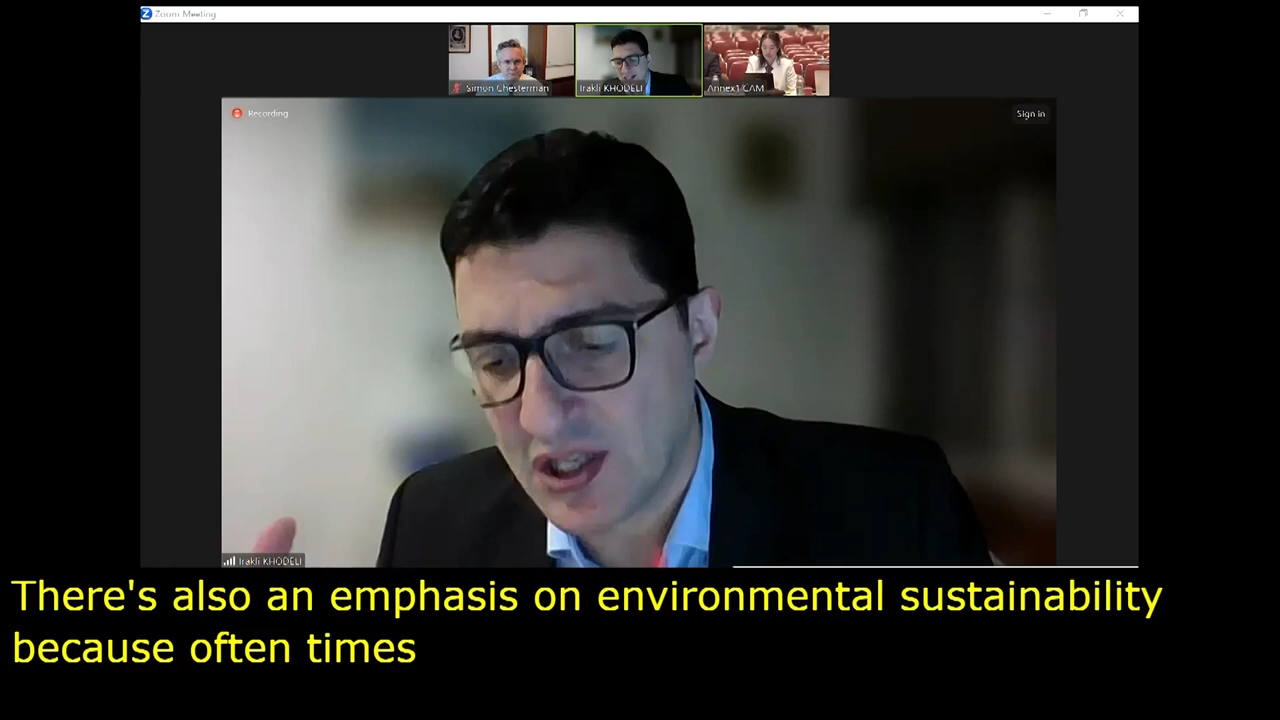 Zoom Meeting
Simon Chesterman
Irakli KHODELI
Annex1 CAM
Recording
Sign in
Irakli KHODELI
There's also an emphasis on environmental sustainability
because often times